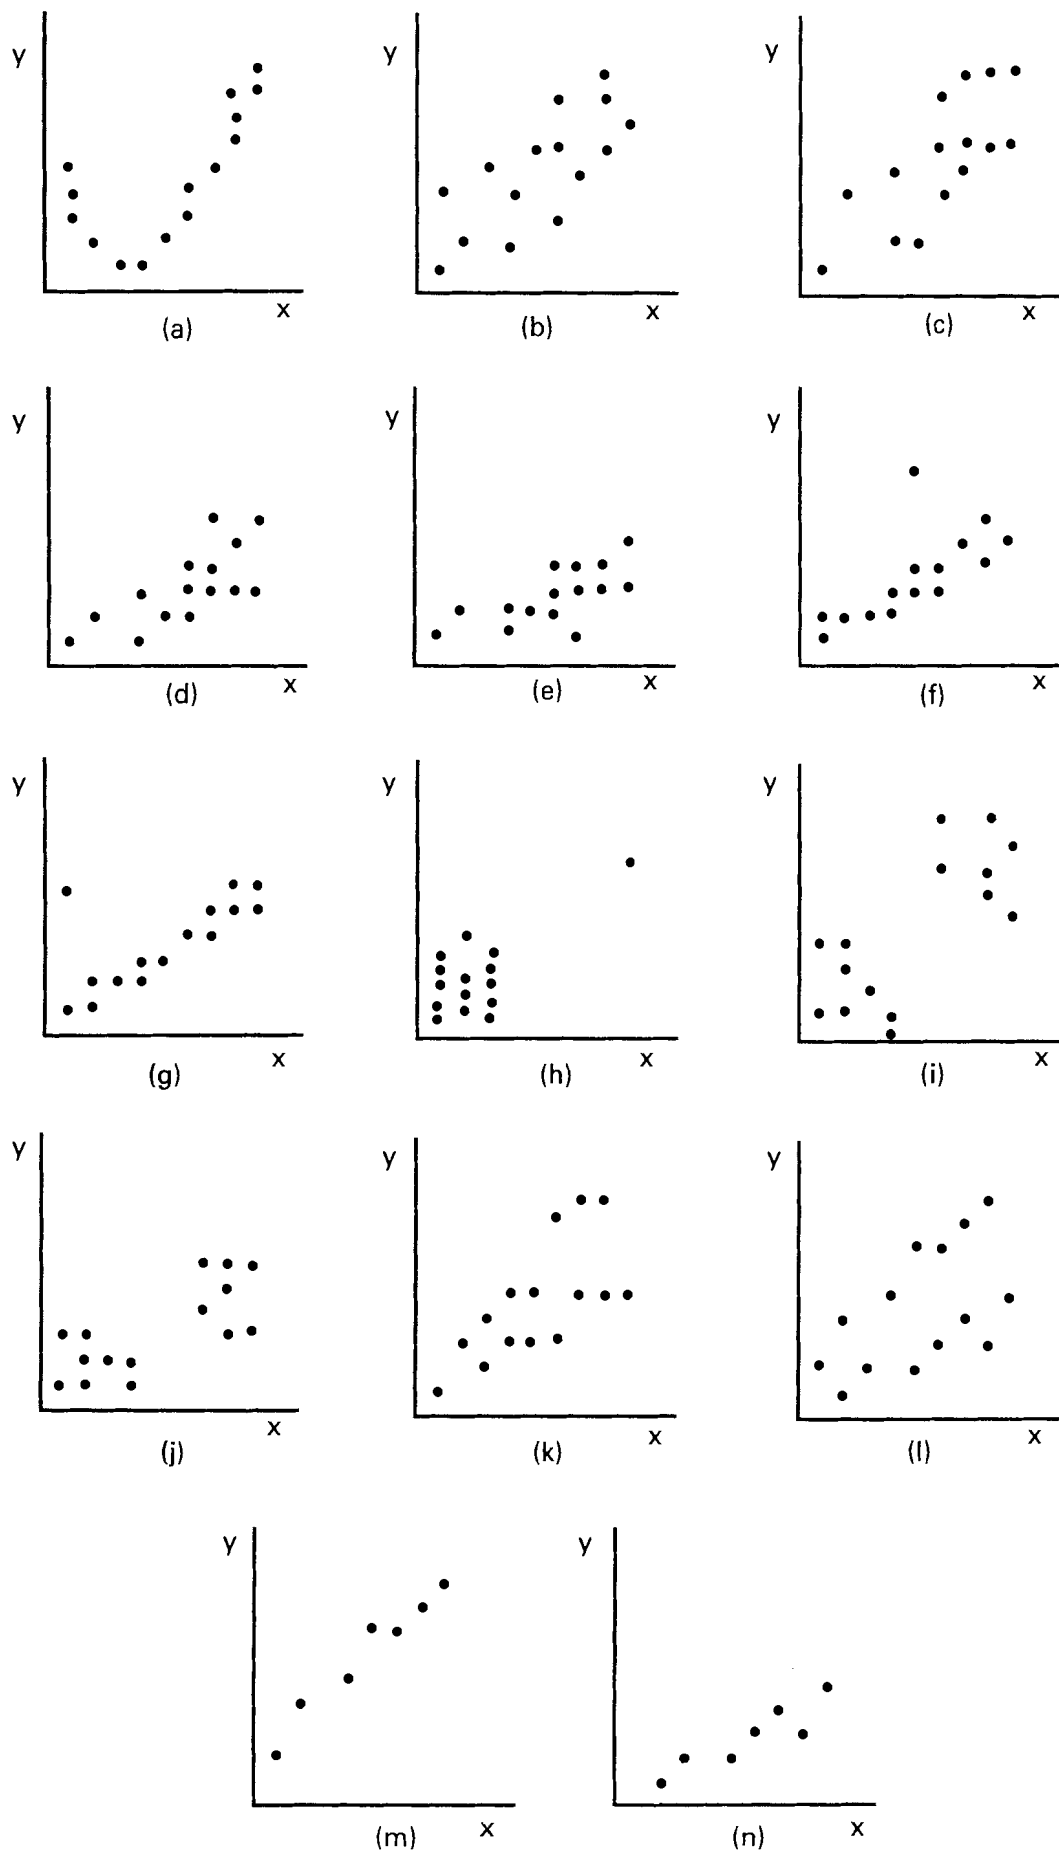 y y y
x x x
(a) (b) (c)
y y y
x x x
(d) (e) (f)
y y y
x x x
(g) (h) (i)
y y y
x x x
(j) (k) (l)
y y
x x
(m) (n)